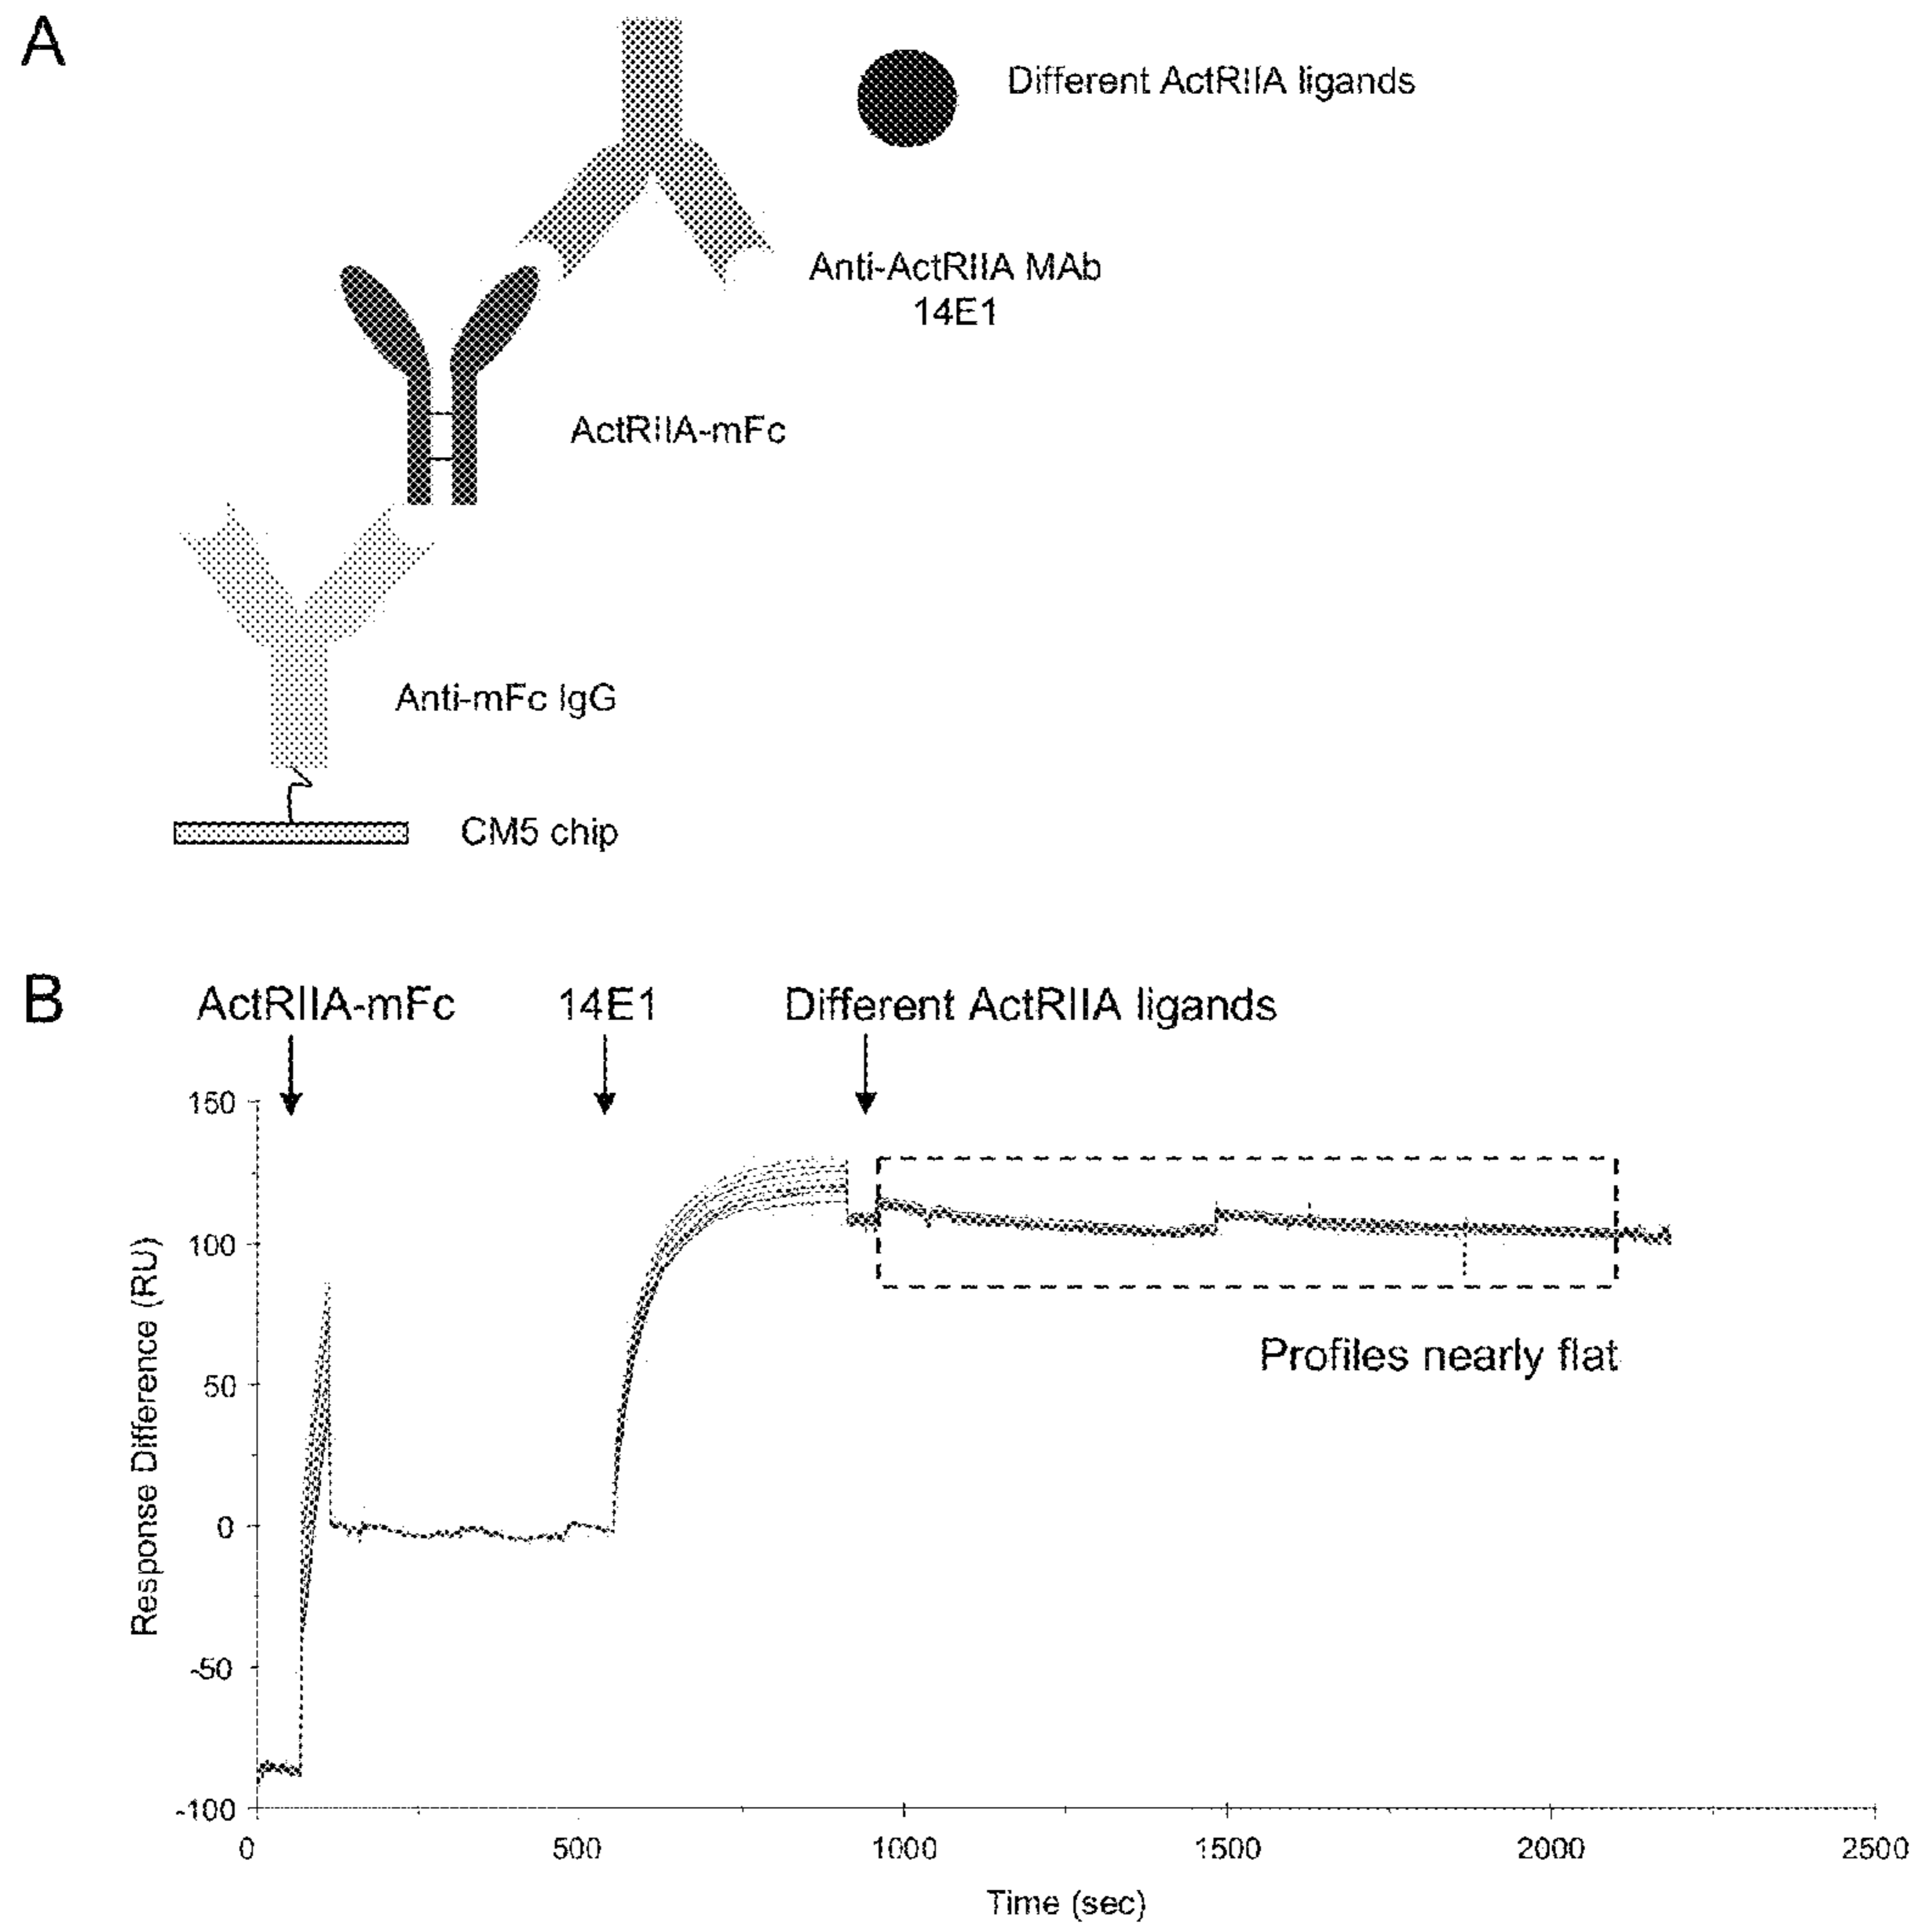 A
Different ActRIIA ligands
Anti-ActRIIA MAb
14E1
ActRIIA-mFc
Anti-mFc IgG
CM5 chip
B
ActRIIA-mFc
14E1
Different ActRIIA ligands
150
100
50
0
-50
-100
Response Difference (RU)
Profiles nearly flat
0
500
1000
1500
2000
2500
Time (sec)